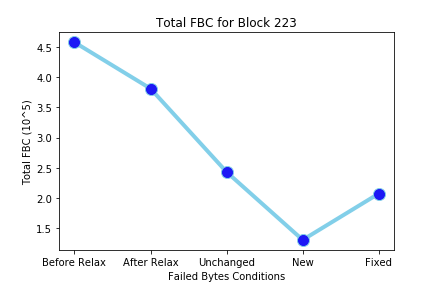 Total FBC for Block 223
Total FBC (10^5)
4.5
4.0
3.5
3.0
2.5
2.0
1.5
Before Relax After Relax Unchanged New Fixed
Failed Bytes Conditions